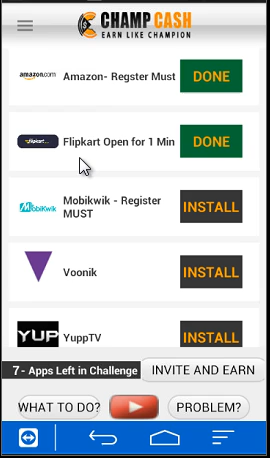 CHAMP CASH
EARN LIKE CHAMPION
amazon.com
Amazon- Regster Must
DONE
Flipkart
Flipkart Open for 1 Min
DONE
MobiKwik
Mobikwik - Register
MUST
INSTALL
Voonik
INSTALL
YUPP
YuppTV
INSTALL
7 - Apps Left in Challenge
INVITE AND EARN
WHAT TO DO?
PROBLEM?